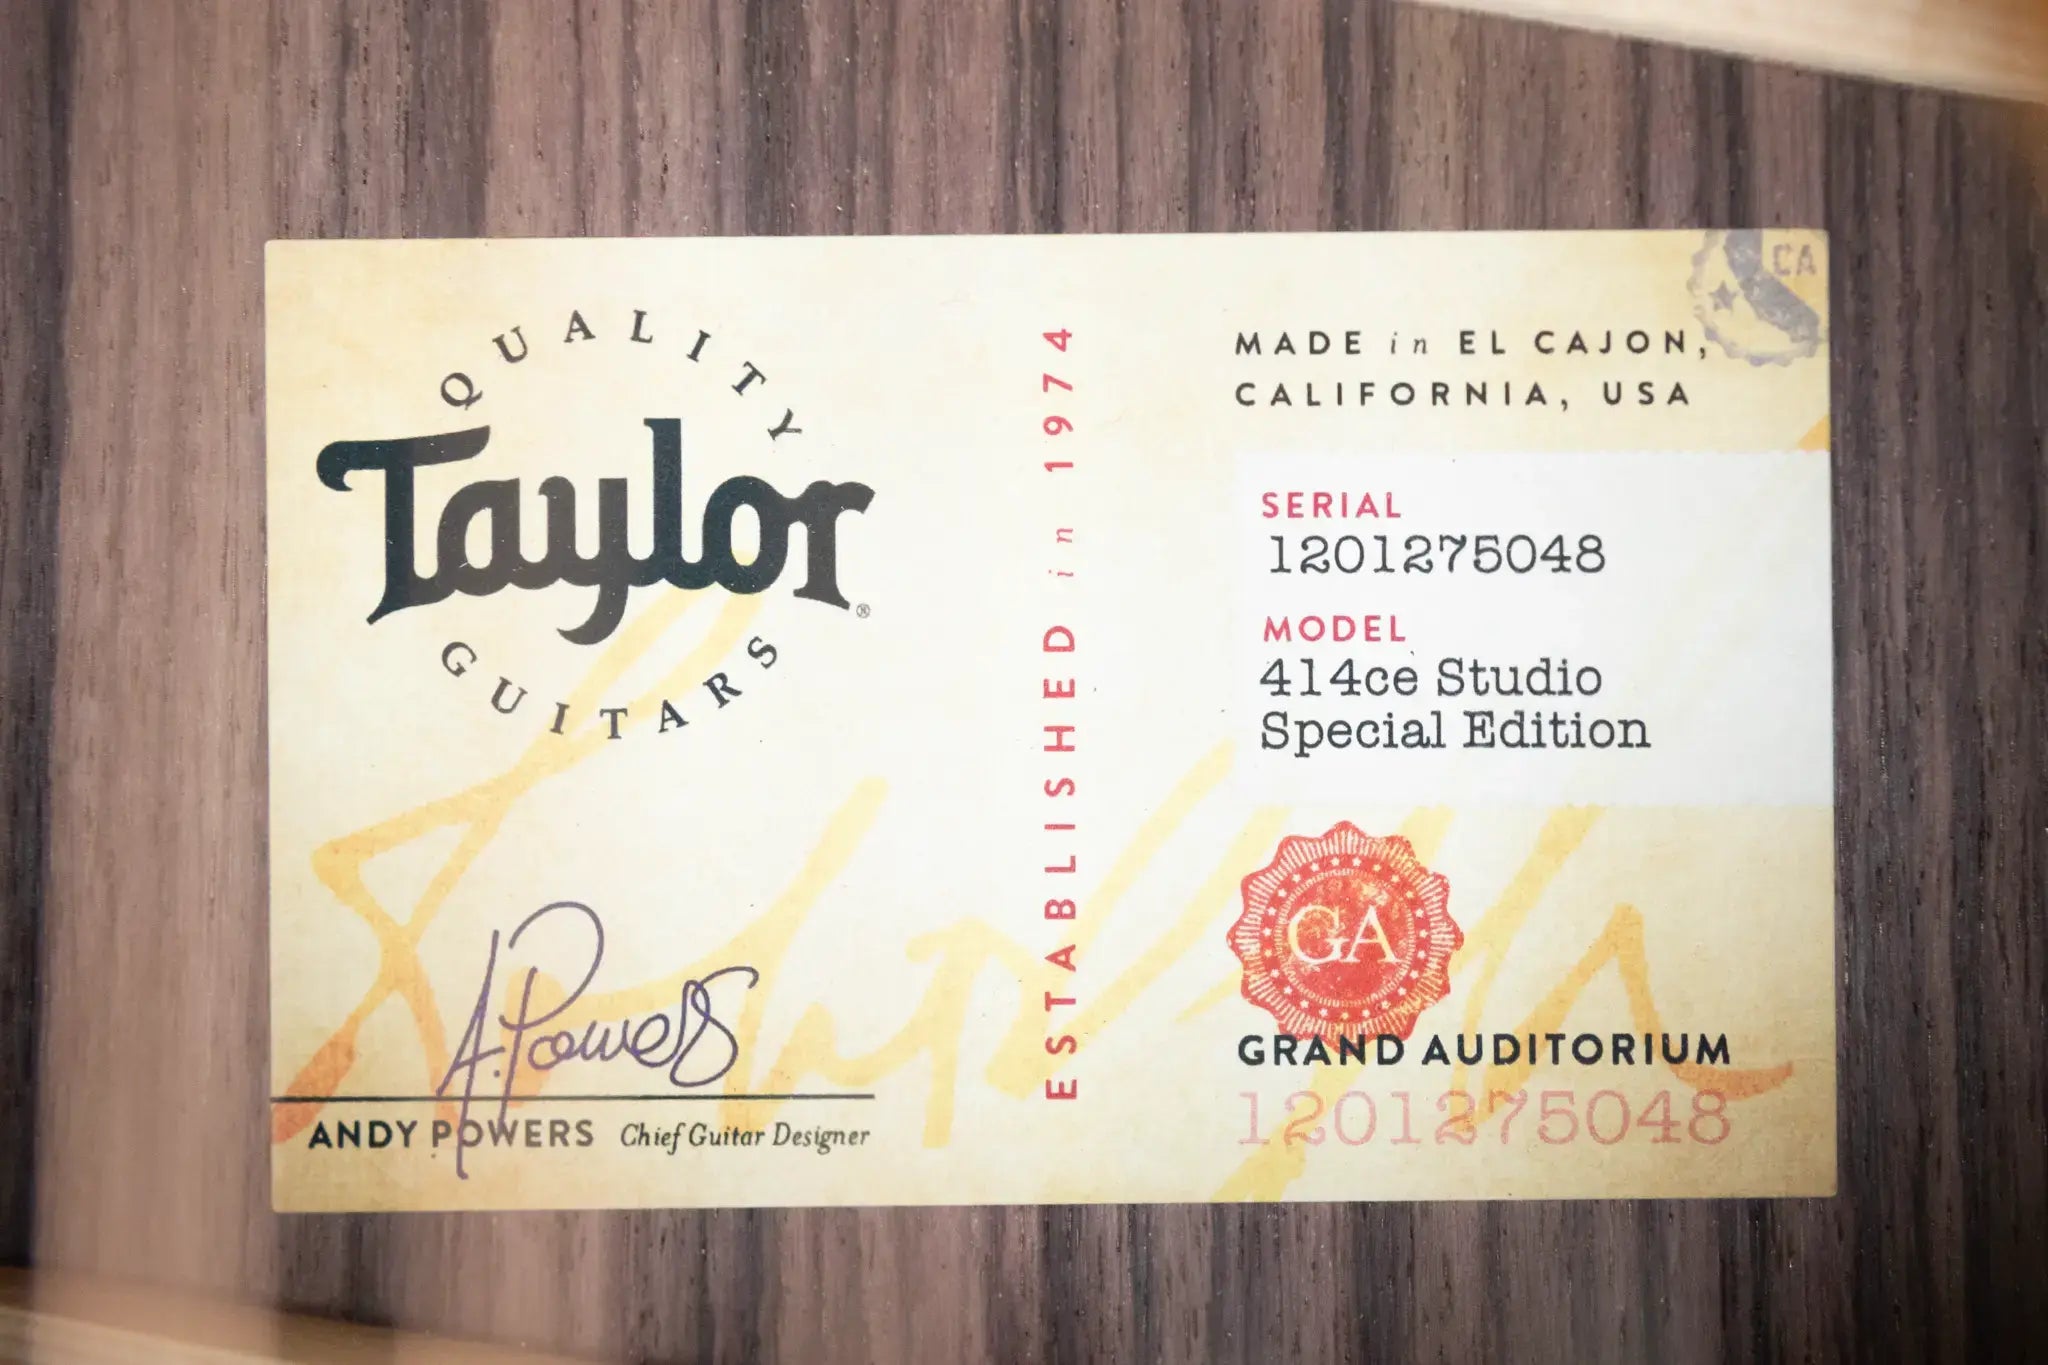 QUALITY
Taylor®
GUITARS
A. Powers
ANDY POWERS Chief Guitar Designer
ESTABLISHED in 1974
CA
MADE in EL CAJON,
CALIFORNIA, USA
SERIAL
1201275048
MODEL
414ce Studio
Special Edition
GA
GRAND AUDITORIUM
1201275048